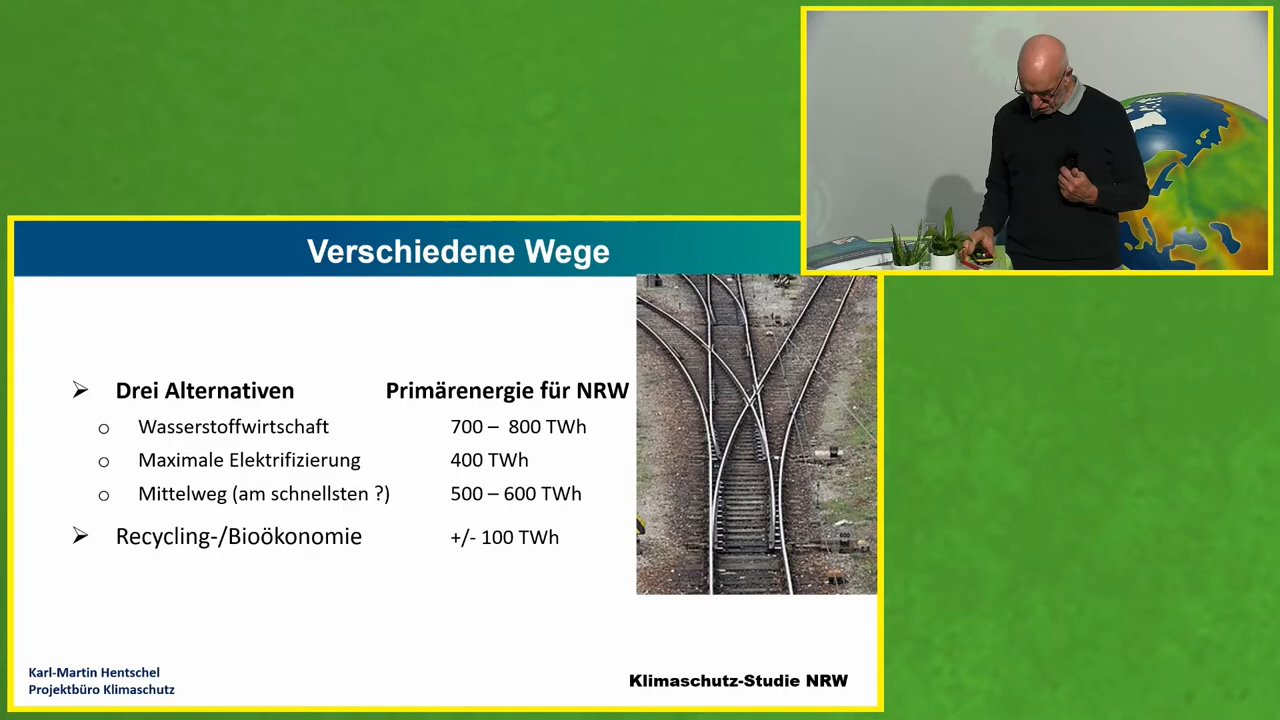 Verschiedene Wege
Drei Alternativen Primärenergie für NRW
Wasserstoffwirtschaft 700 – 800 TWh
Maximale Elektrifizierung 400 TWh
Mittelweg (am schnellsten ?) 500 – 600 TWh
Recycling-/Bioökonomie +/- 100 TWh
Karl-Martin Hentschel
Projektbüro Klimaschutz
Klimaschutz-Studie NRW